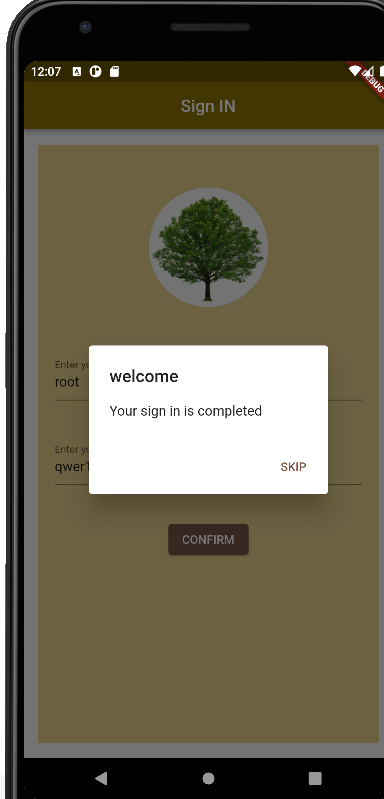 12:07
DEBUG
Sign IN
Enter yo
root
welcome
Your sign in is completed
Enter yo
qwer1
SKIP
CONFIRM